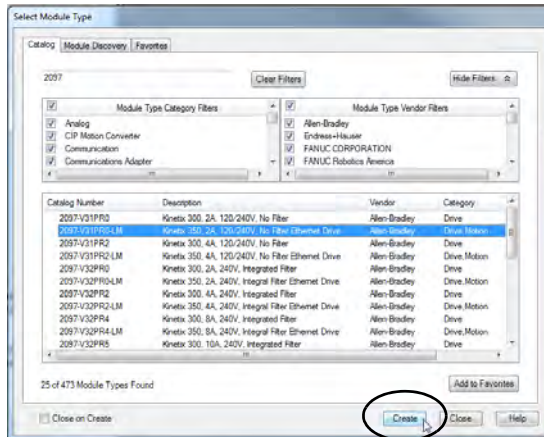 Select Module Type
Catalog Module Discovery Favorites
2097
Clear Filters
Hide Filters
Module Type Category Filters
Analog
CIP Motion Converter
Communication
Communications Adapter
Module Type Vendor Filters
Allen-Bradley
Endress+Hauser
FANUC CORPORATION
FANUC Robotics America
Catalog Number Description Vendor Category
2097-V31PR0 Kinetix 300, 2A, 120/240V, No Filter Allen-Bradley Drive
2097-V31PR0-LM Kinetix 350, 2A, 120/240V, No Filter Ethernet Drive Allen-Bradley Drive,Motion
2097-V31PR2 Kinetix 300, 4A, 120/240V, No Filter Allen-Bradley Drive
2097-V31PR2-LM Kinetix 350, 4A, 120/240V, No Filter Ethernet Drive Allen-Bradley Drive,Motion
2097-V32PR0 Kinetix 300, 2A, 240V, Integrated Filter Allen-Bradley Drive
2097-V32PR0-LM Kinetix 350, 2A, 240V, Integral Filter Ethernet Drive Allen-Bradley Drive,Motion
2097-V32PR2 Kinetix 300, 4A, 240V, Integrated Filter Allen-Bradley Drive
2097-V32PR2-LM Kinetix 350, 4A, 240V, Integral Filter Ethernet Drive Allen-Bradley Drive,Motion
2097-V32PR4 Kinetix 300, 8A, 240V, Integrated Filter Allen-Bradley Drive
2097-V32PR4-LM Kinetix 350, 8A, 240V, Integral Filter Ethernet Drive Allen-Bradley Drive,Motion
2097-V32PR5 Kinetix 300, 10A, 240V, Integrated Filter Allen-Bradley Drive
25 of 473 Module Types Found
Add to Favorites
Close on Create
Create Close Help